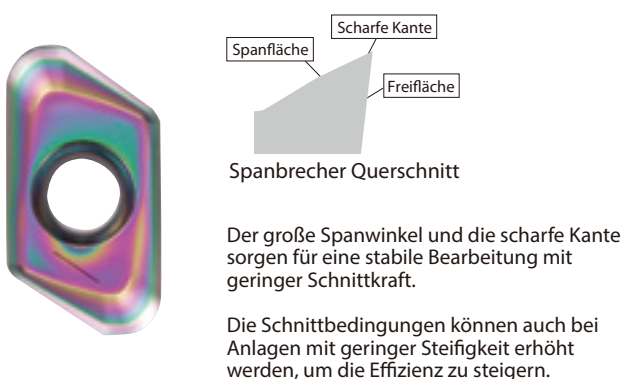 Scharfe Kante
Spanfläche
Freifläche
Spanbrecher Querschnitt
Der große Spanwinkel und die scharfe Kante
sorgen für eine stabile Bearbeitung mit
geringer Schnittkraft.
Die Schnittbedingungen können auch bei
Anlagen mit geringer Steifigkeit erhöht
werden, um die Effizienz zu steigern.